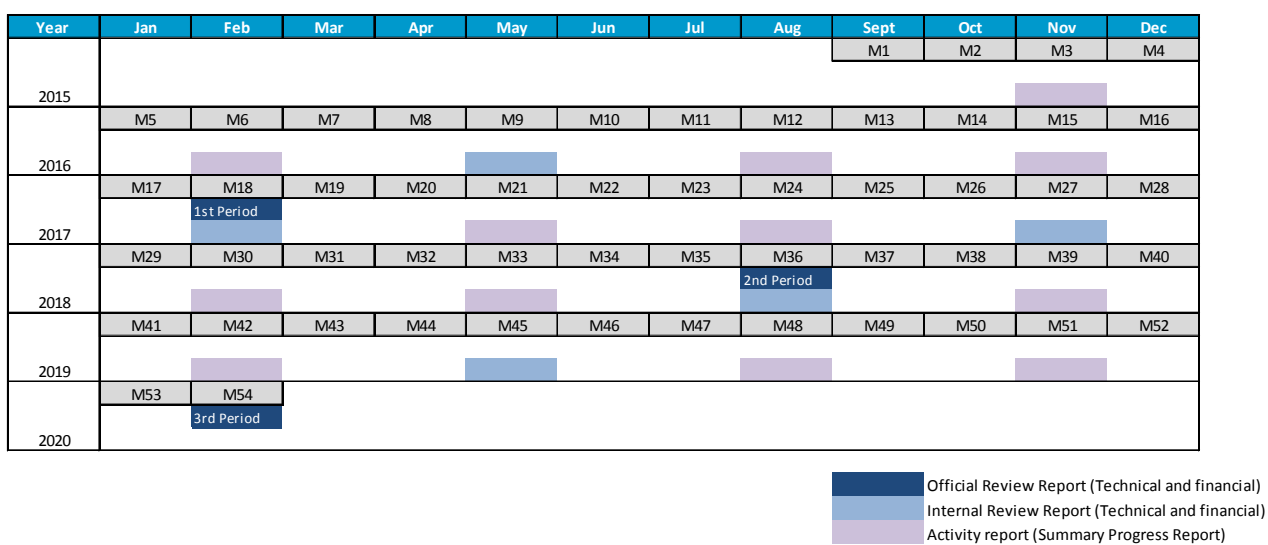 Year Jan Feb Mar Apr May Jun Jul Aug Sept Oct Nov Dec
M1 M2 M3 M4
2015
M5 M6 M7 M8 M9 M10 M11 M12 M13 M14 M15 M16
2016
M17 M18 M19 M20 M21 M22 M23 M24 M25 M26 M27 M28
1st Period
2017
M29 M30 M31 M32 M33 M34 M35 M36 M37 M38 M39 M40
2nd Period
2018
M41 M42 M43 M44 M45 M46 M47 M48 M49 M50 M51 M52
2019
M53 M54
3rd Period
2020
Official Review Report (Technical and financial)
Internal Review Report (Technical and financial)
Activity report (Summary Progress Report)